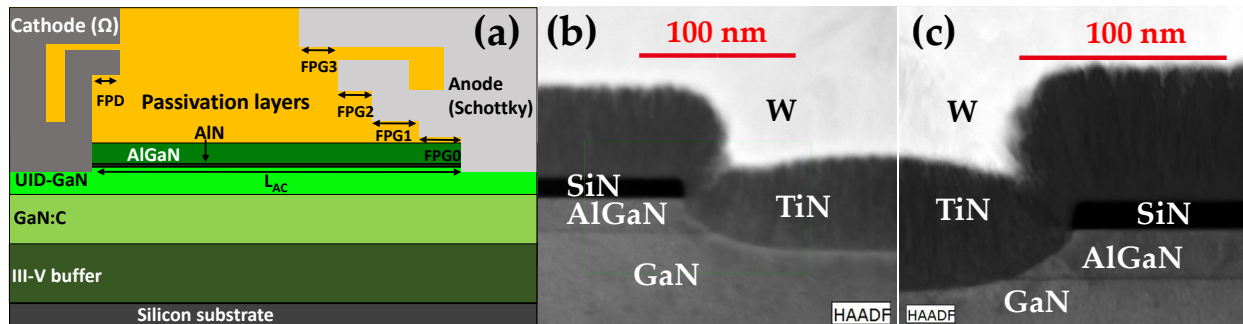 Cathode (Ω)
(a)
FPG3
FPD
Anode
(Schottky)
Passivation layers
FPG2
AlN
FPG1
AlGaN
FPG0
UID-GaN
L_AC
GaN:C
III-V buffer
Silicon substrate
(b)
100 nm
W
SiN
AlGaN
TiN
GaN
HAADF
(c)
100 nm
W
TiN
SiN
AlGaN
GaN
HAADF